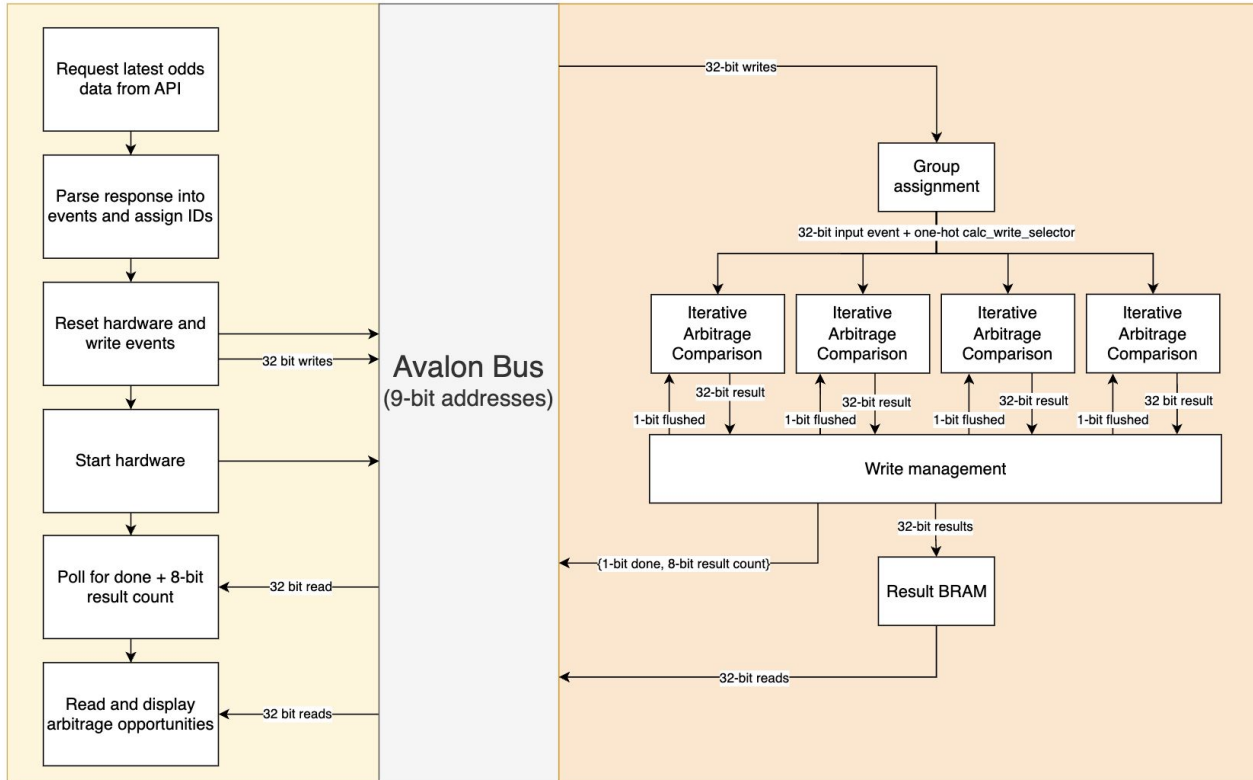 Request latest odds
data from API
Parse response into
events and assign IDs
Reset hardware and
write events
32 bit writes
Start hardware
Poll for done + 8-bit
result count
32 bit read
Read and display
arbitrage opportunities
32 bit reads
Avalon Bus
(9-bit addresses)
32-bit writes
Group
assignment
32-bit input event + one-hot calc_write_selector
Iterative
Arbitrage
Comparison
Iterative
Arbitrage
Comparison
Iterative
Arbitrage
Comparison
Iterative
Arbitrage
Comparison
32-bit result
1-bit flushed
32-bit result
1-bit flushed
32-bit result
1-bit flushed
32 bit result
1-bit flushed
Write management
32-bit results
{1-bit done, 8-bit result count}
Result BRAM
32-bit reads